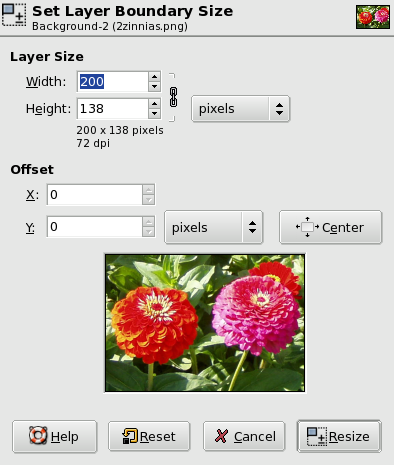 Set Layer Boundary Size
Background-2 (2zinnias.png)
Layer Size
Width: 200
Height: 138 pixels
200 x 138 pixels
72 dpi
Offset
X: 0
Y: 0 pixels Center
Help Reset Cancel Resize